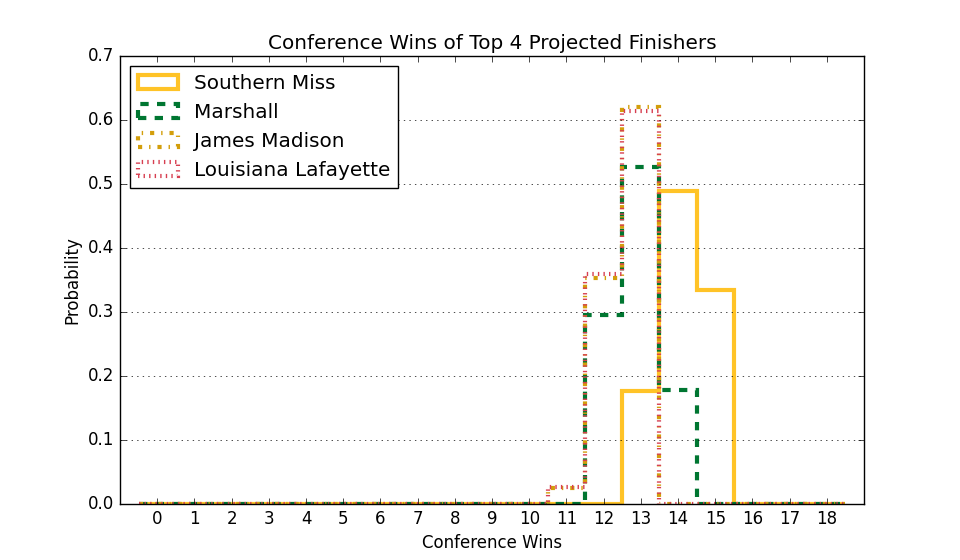 Conference Wins of Top 4 Projected Finishers
0.7
0.6
0.5
0.4
0.3
0.2
0.1
0.0
Probability
Southern Miss
Marshall
James Madison
Louisiana Lafayette
0 1 2 3 4 5 6 7 8 9 10 11 12 13 14 15 16 17 18
Conference Wins